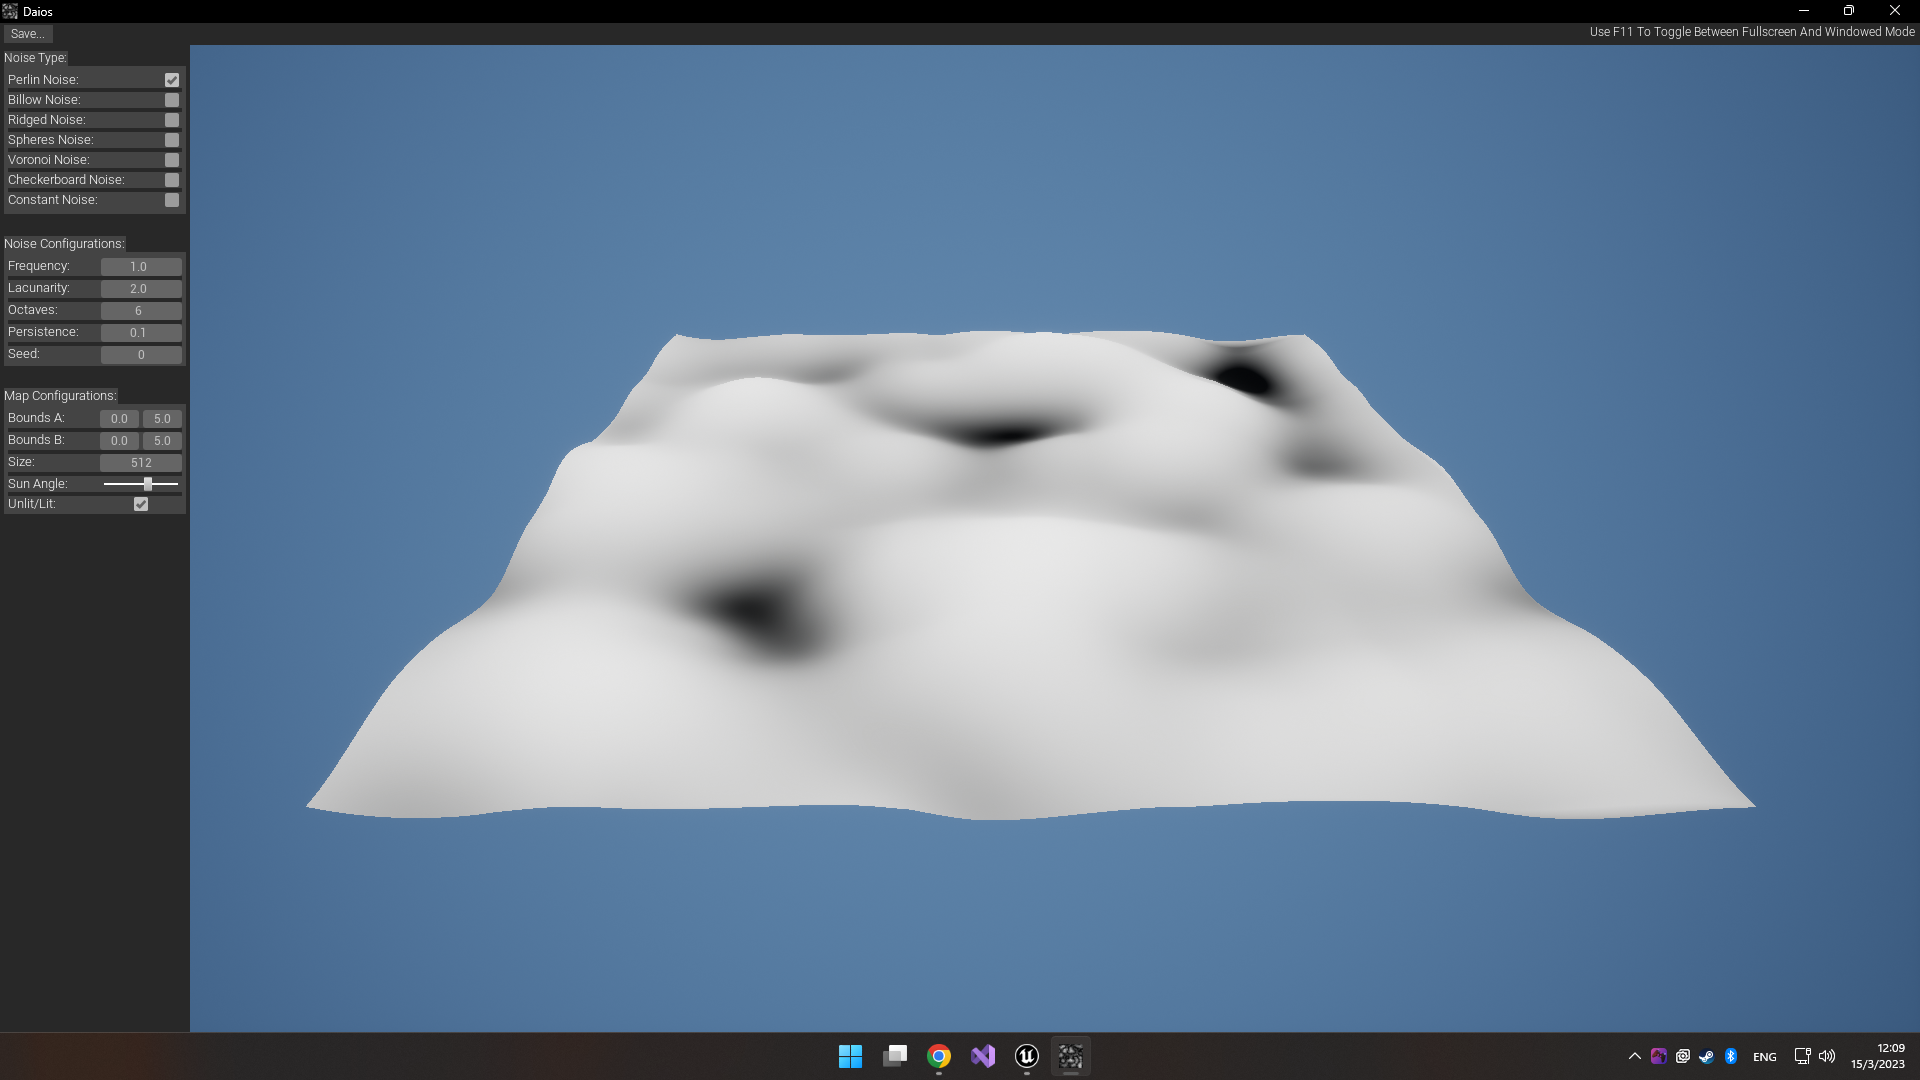 Daios
Save...
Use F11 To Toggle Between Fullscreen And Windowed Mode
Noise Type:
Perlin Noise:
Billow Noise:
Ridged Noise:
Spheres Noise:
Voronoi Noise:
Checkerboard Noise:
Constant Noise:
Noise Configurations:
Frequency: 1.0
Lacunarity: 2.0
Octaves: 6
Persistence: 0.1
Seed: 0
Map Configurations:
Bounds A: 0.0 5.0
Bounds B: 0.0 5.0
Size: 512
Sun Angle:
Unlit/Lit:
ENG
12:09
15/3/2023